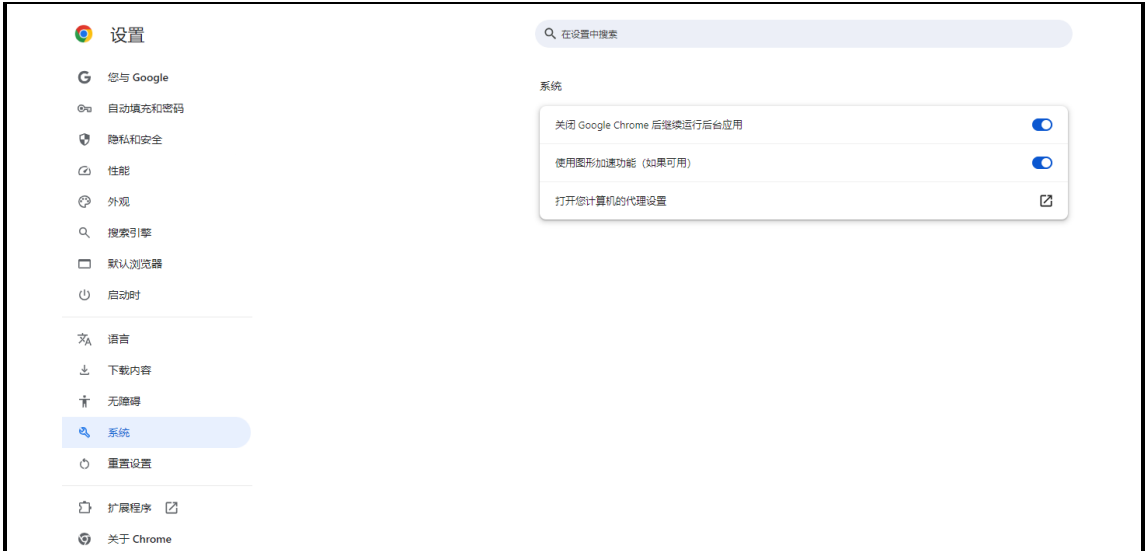 设置
在设置中搜索
您与 Google
自动填充和密码
隐私和安全
性能
外观
搜索引擎
默认浏览器
启动时
语言
下载内容
无障碍
系统
重置设置
扩展程序
关于 Chrome
系统
关闭 Google Chrome 后继续运行后台应用
使用图形加速功能（如果可用）
打开您计算机的代理设置